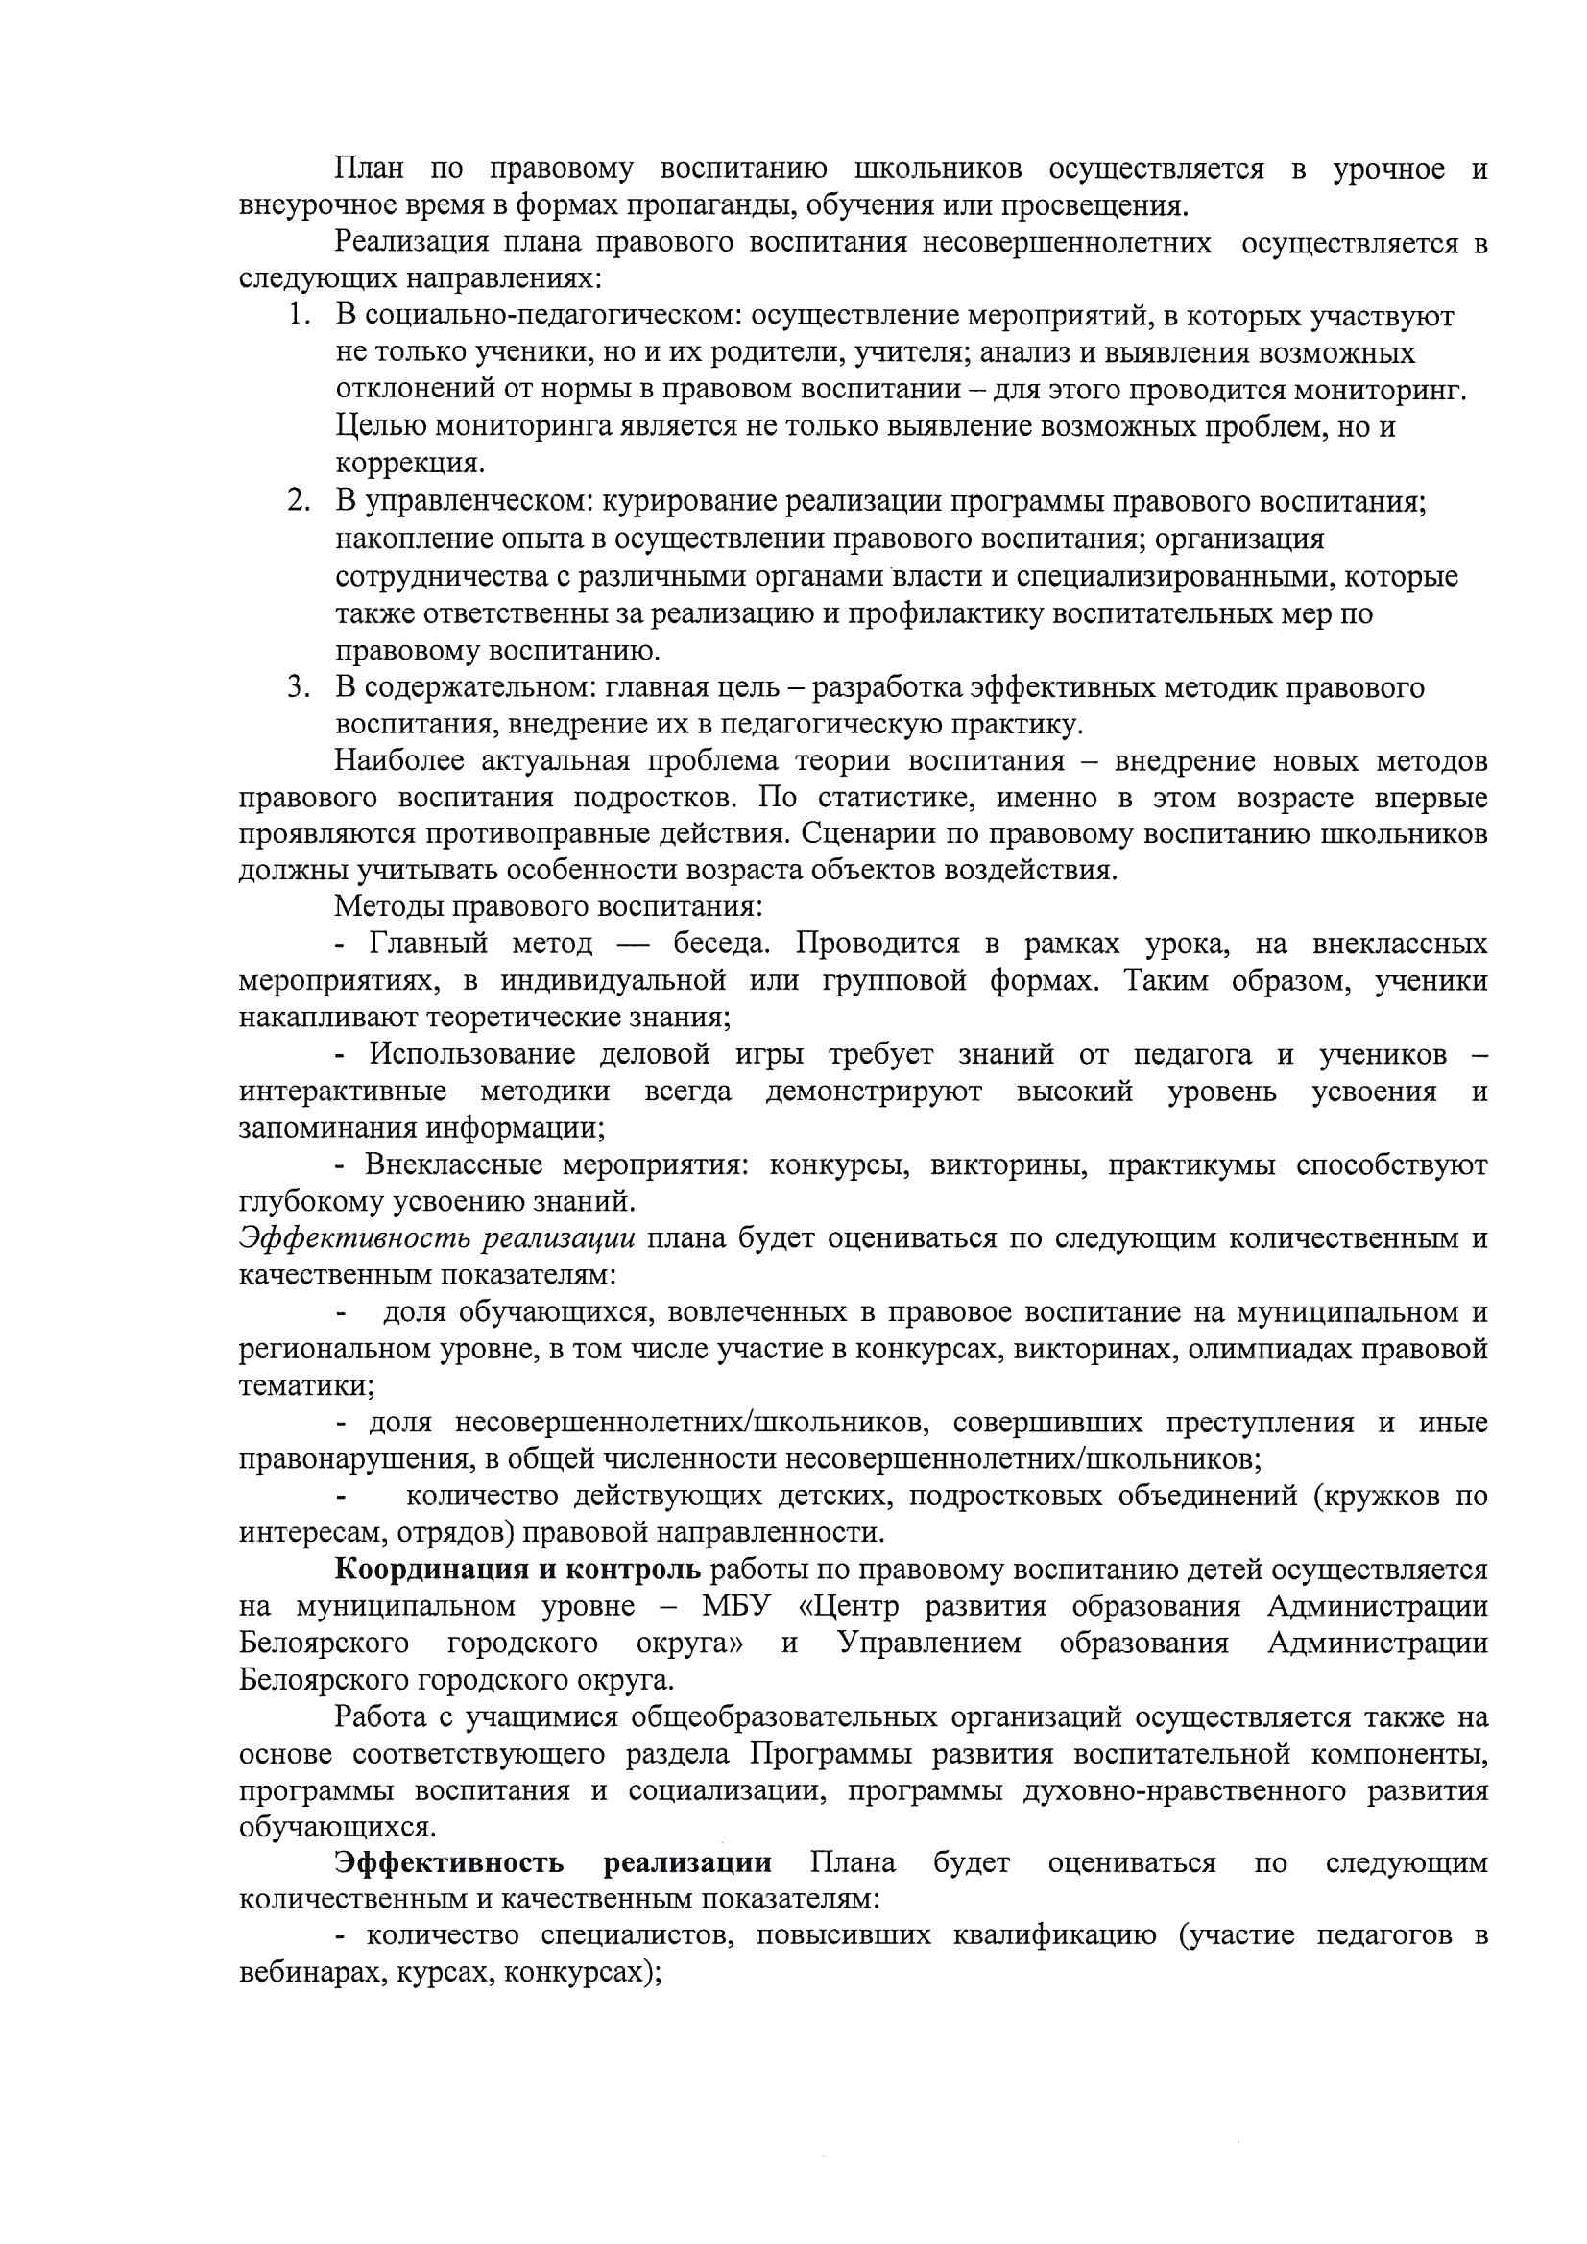 План по правовому воспитанию школьников осуществляется в урочное и
внеурочное время в формах пропаганды, обучения или просвещения.
Реализация плана правового воспитания несовершеннолетних осуществляется в
следующих направлениях:
1. В социально-педагогическом: осуществление мероприятий, в которых участвуют
не только ученики, но и их родители, учителя; анализ и выявления возможных
отклонений от нормы в правовом воспитании – для этого проводится мониторинг.
Целью мониторинга является не только выявление возможных проблем, но и
коррекция.
2. В управленческом: курирование реализации программы правового воспитания;
накопление опыта в осуществлении правового воспитания; организация
сотрудничества с различными органами власти и специализированными, которые
также ответственны за реализацию и профилактику воспитательных мер по
правовому воспитанию.
3. В содержательном: главная цель – разработка эффективных методик правового
воспитания, внедрение их в педагогическую практику.
Наиболее актуальная проблема теории воспитания – внедрение новых методов
правового воспитания подростков. По статистике, именно в этом возрасте впервые
проявляются противоправные действия. Сценарии по правовому воспитанию школьников
должны учитывать особенности возраста объектов воздействия.
Методы правового воспитания:
- Главный метод — беседа. Проводится в рамках урока, на внеклассных
мероприятиях, в индивидуальной или групповой формах. Таким образом, ученики
накапливают теоретические знания;
- Использование деловой игры требует знаний от педагога и учеников –
интерактивные методики всегда демонстрируют высокий уровень усвоения и
запоминания информации;
- Внеклассные мероприятия: конкурсы, викторины, практикумы способствуют
глубокому усвоению знаний.
Эффективность реализации плана будет оцениваться по следующим количественным и
качественным показателям:
- доля обучающихся, вовлеченных в правовое воспитание на муниципальном и
региональном уровне, в том числе участие в конкурсах, викторинах, олимпиадах правовой
тематики;
- доля несовершеннолетних/школьников, совершивших преступления и иные
правонарушения, в общей численности несовершеннолетних/школьников;
- количество действующих детских, подростковых объединений (кружков по
интересам, отрядов) правовой направленности.
Координация и контроль работы по правовому воспитанию детей осуществляется
на муниципальном уровне – МБУ «Центр развития образования Администрации
Белоярского городского округа» и Управлением образования Администрации
Белоярского городского округа.
Работа с учащимися общеобразовательных организаций осуществляется также на
основе соответствующего раздела Программы развития воспитательной компоненты,
программы воспитания и социализации, программы духовно-нравственного развития
обучающихся.
Эффективность реализации Плана будет оцениваться по следующим
количественным и качественным показателям:
- количество специалистов, повысивших квалификацию (участие педагогов в
вебинарах, курсах, конкурсах);